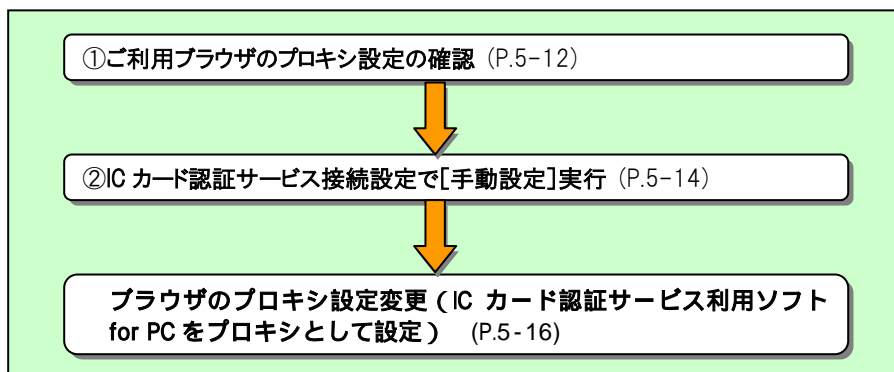 ①ご利用ブラウザのプロキシ設定の確認 (P.5-12)
②IC カード認証サービス接続設定で[手動設定]実行 (P.5-14)
ブラウザのプロキシ設定変更(IC カード認証サービス利用ソフト
for PC をプロキシとして設定) (P.5-16)